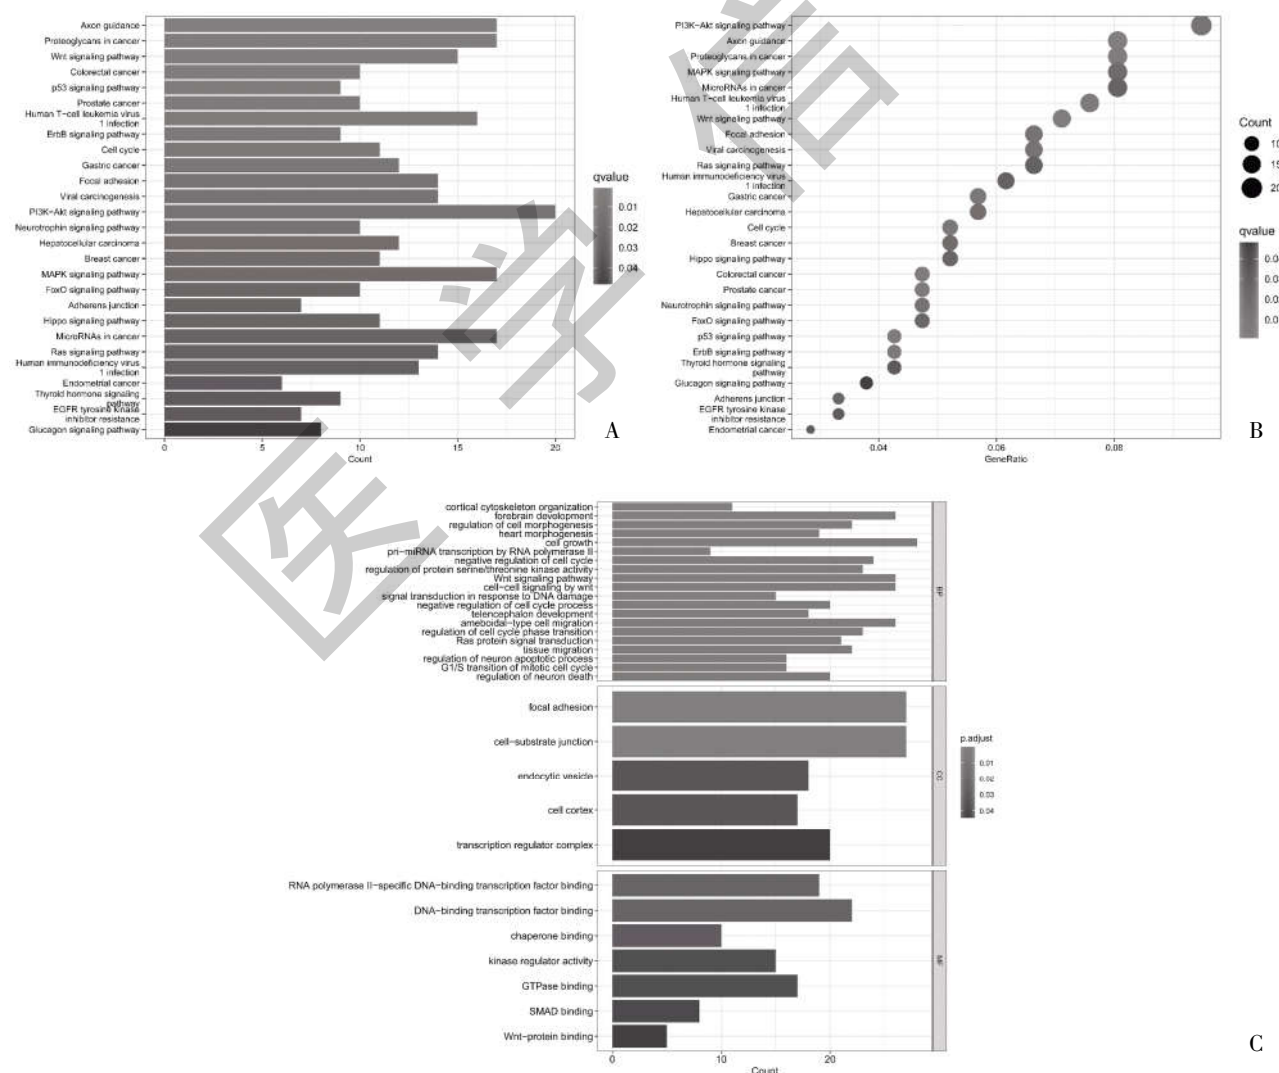 Axon guidance
Proteoglycans in cancer
Wnt signaling pathway
Colorectal cancer
p53 signaling pathway
Prostate cancer
Human T-cell leukemia virus
1 infection
ErbB signaling pathway
Cell cycle
Gastric cancer
Focal adhesion
Viral carcinogenesis
PI3K-Akt signaling pathway
Neurotrophin signaling pathway
Hepatocellular carcinoma
Breast cancer
MAPK signaling pathway
FoxO signaling pathway
Adherens junction
Hippo signaling pathway
MicroRNAs in cancer
Ras signaling pathway
Human immunodeficiency virus
1 infection
Endometrial cancer
Thyroid hormone signaling
pathway
EGFR tyrosine kinase
inhibitor resistance
Glucagon signaling pathway
0 5 10 15 20
Count
qvalue
0.01
0.02
0.03
0.04
A
PI3K-Akt signaling pathway
Axon guidance
Proteoglycans in cancer
MAPK signaling pathway
MicroRNAs in cancer
Human T-cell leukemia virus
1 infection
Wnt signaling pathway
Focal adhesion
Viral carcinogenesis
Ras signaling pathway
Human immunodeficiency virus
1 infection
Gastric cancer
Hepatocellular carcinoma
Cell cycle
Breast cancer
Hippo signaling pathway
Colorectal cancer
Prostate cancer
Neurotrophin signaling pathway
FoxO signaling pathway
p53 signaling pathway
ErbB signaling pathway
Thyroid hormone signaling
pathway
Glucagon signaling pathway
Adherens junction
EGFR tyrosine kinase
inhibitor resistance
Endometrial cancer
0.04 0.06 0.08
GeneRatio
Count
10
15
20
qvalue
0.0
0.0
0.0
0.0
B
cortical cytoskeleton organization
forebrain development
regulation of cell morphogenesis
heart morphogenesis
cell growth
pri-miRNA transcription by RNA polymerase II
negative regulation of cell cycle
regulation of protein serine/threonine kinase activity
Wnt signaling pathway
cell-cell signaling by wnt
signal transduction in response to DNA damage
negative regulation of cell cycle process
telencephalon development
ameboidal-type cell migration
regulation of cell cycle phase transition
Ras protein signal transduction
tissue migration
regulation of neuron apoptotic process
G1/S transition of mitotic cell cycle
regulation of neuron death
BP
focal adhesion
cell-substrate junction
endocytic vesicle
cell cortex
transcription regulator complex
CC
RNA polymerase II-specific DNA-binding transcription factor binding
DNA-binding transcription factor binding
chaperone binding
kinase regulator activity
GTPase binding
SMAD binding
Wnt-protein binding
MF
0 10 20
Count
p.adjust
0.01
0.02
0.03
0.04
C
医学信